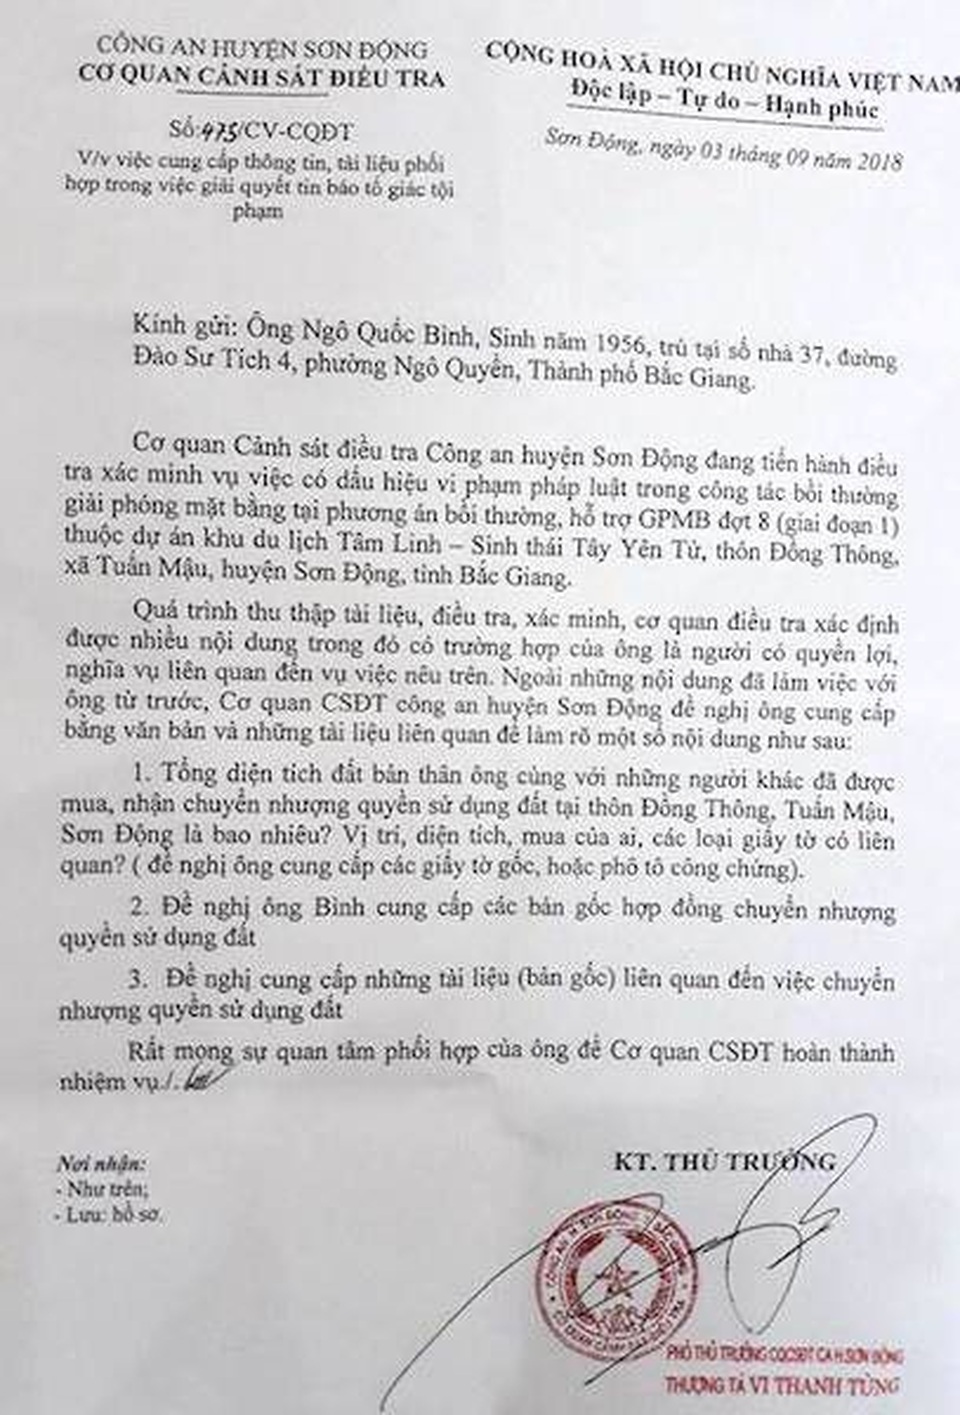 CÔNG AN HUYỆN SƠN ĐỘNG
CƠ QUAN CẢNH SÁT ĐIỀU TRA
Số:475/CV-CQĐT
V/v việc cung cấp thông tin, tài liệu phối
hợp trong việc giải quyết tin báo tố giác tội
phạm
CỘNG HOÀ XÃ HỘI CHỦ NGHĨA VIỆT NAM
Độc lập – Tự do – Hạnh phúc
Sơn Động, ngày 03 tháng 09 năm 2018
Kính gửi: Ông Ngô Quốc Bình, Sinh năm 1956, trú tại số nhà 37, đường
Đào Sư Tích 4, phường Ngô Quyền, Thành phố Bắc Giang.
Cơ quan Cảnh sát điều tra Công an huyện Sơn Động đang tiến hành điều
tra xác minh vụ việc có dấu hiệu vi phạm pháp luật trong công tác bồi thường
giải phóng mặt bằng tại phương án bồi thường, hỗ trợ GPMB đợt 8 (giai đoạn 1)
thuộc dự án khu du lịch Tâm Linh – Sinh thái Tây Yên Tử, thôn Đồng Thông,
xã Tuấn Mậu, huyện Sơn Động, tỉnh Bắc Giang.
Quá trình thu thập tài liệu, điều tra, xác minh, cơ quan điều tra xác định
được nhiều nội dung trong đó có trường hợp của ông là người có quyền lợi,
nghĩa vụ liên quan đến vụ việc nêu trên. Ngoài những nội dung đã làm việc với
ông từ trước, Cơ quan CSĐT công an huyện Sơn Động đề nghị ông cung cấp
bằng văn bản và những tài liệu liên quan để làm rõ một số nội dung như sau:
1. Tổng diện tích đất bản thân ông cùng với những người khác đã được
mua, nhận chuyển nhượng quyền sử dụng đất tại thôn Đồng Thông, Tuấn Mậu,
Sơn Động là bao nhiêu? Vị trí, diện tích, mua của ai, các loại giấy tờ có liên
quan? ( đề nghị ông cung cấp các giấy tờ gốc, hoặc phô tô công chứng).
2. Đề nghị ông Bình cung cấp các bản gốc hợp đồng chuyển nhượng
quyền sử dụng đất
3. Đề nghị cung cấp những tài liệu (bản gốc) liên quan đến việc chuyển
nhượng quyền sử dụng đất
Rất mong sự quan tâm phối hợp của ông để Cơ quan CSĐT hoàn thành
nhiệm vụ./.
Nơi nhận:
- Như trên;
- Lưu: hồ sơ.
KT. THỦ TRƯỞNG
PHÓ THỦ TRƯỞNG CQCSĐT CA H.SƠN ĐỘNG
THƯỢNG TÁ VI THANH TÙNG